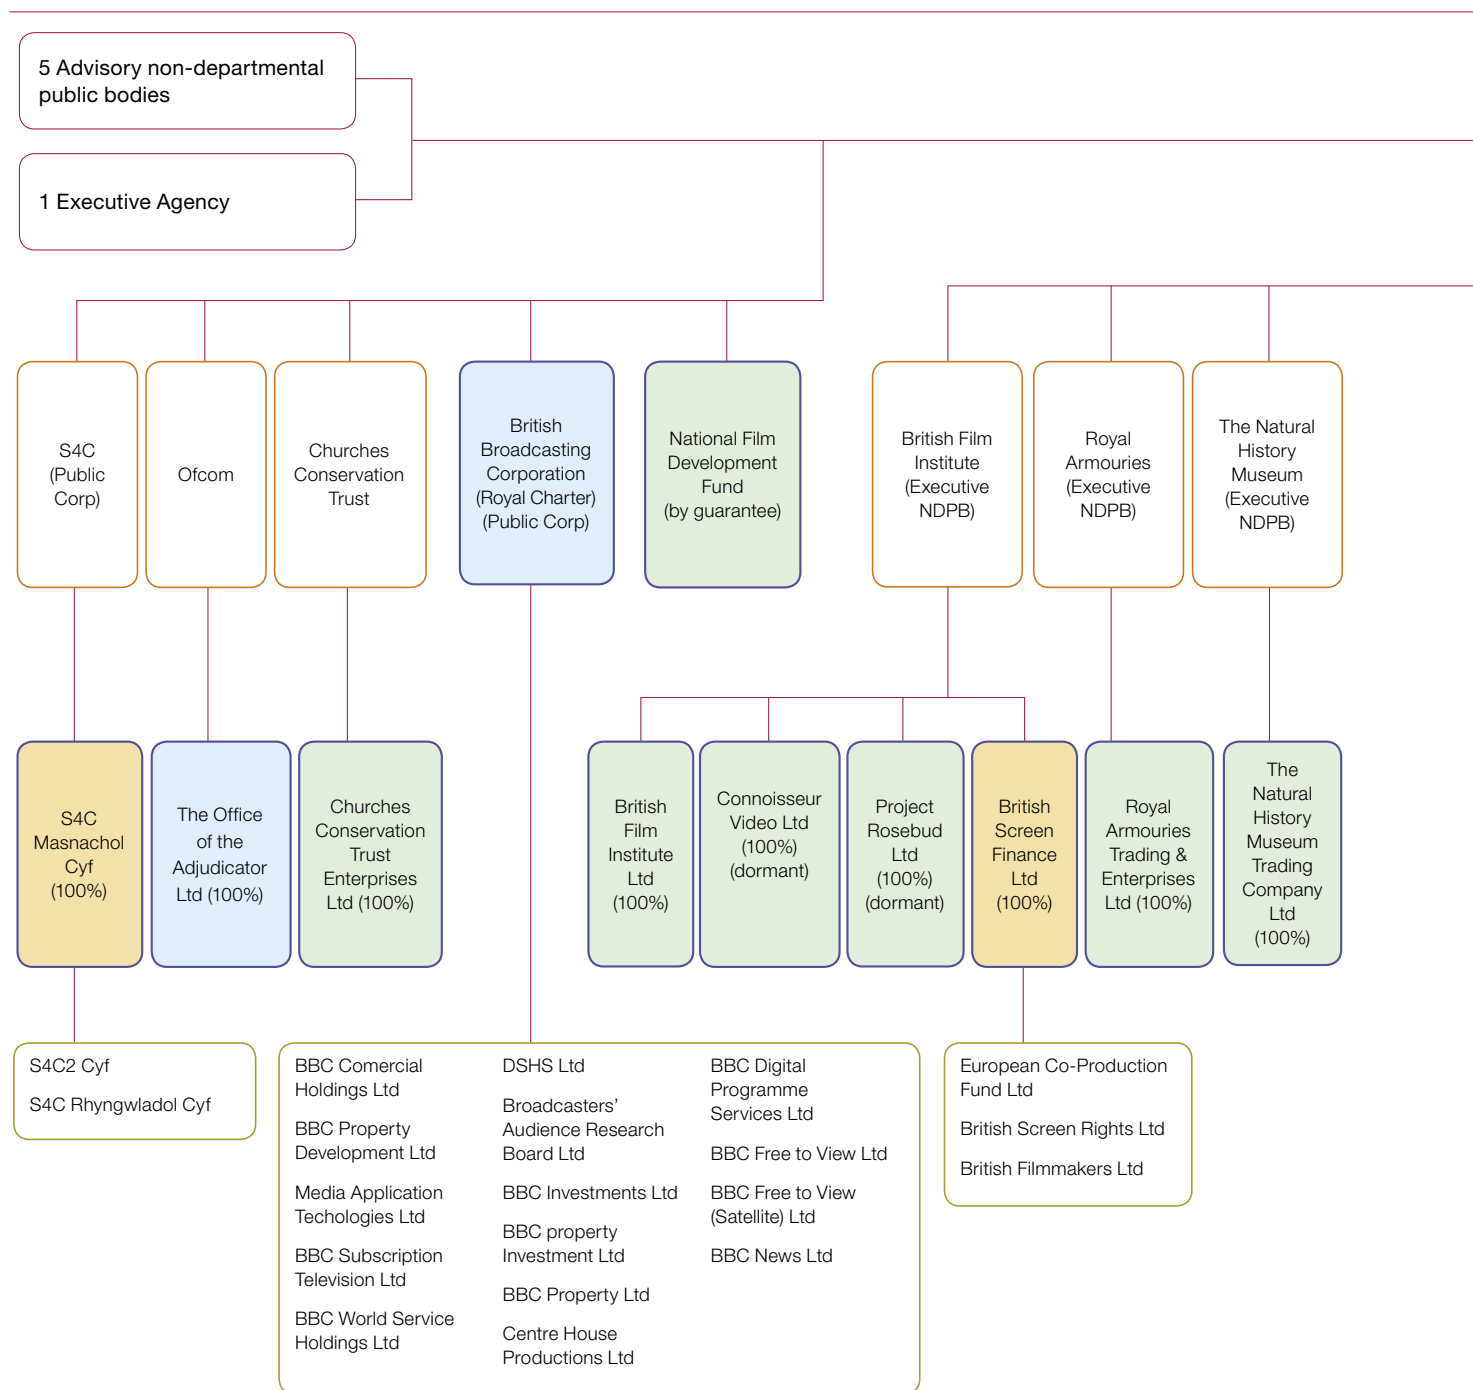 5 Advisory non-departmental
public bodies
1 Executive Agency
S4C
(Public
Corp)
Ofcom
Churches
Conservation
Trust
British
Broadcasting
Corporation
(Royal Charter)
(Public Corp)
National Film
Development
Fund
(by guarantee)
British Film
Institute
(Executive
NDPB)
Royal
Armouries
(Executive
NDPB)
The Natural
History
Museum
(Executive
NDPB)
S4C
Masnachol
Cyf
(100%)
The Office
of the
Adjudicator
Ltd (100%)
Churches
Conservation
Trust
Enterprises
Ltd (100%)
British
Film
Institute
Ltd
(100%)
Connoisseur
Video Ltd
(100%)
(dormant)
Project
Rosebud
Ltd
(100%)
(dormant)
British
Screen
Finance
Ltd
(100%)
Royal
Armouries
Trading &
Enterprises
Ltd (100%)
The
Natural
History
Museum
Trading
Company
Ltd
(100%)
S4C2 Cyf
S4C Rhyngwladol Cyf
BBC Comercial
Holdings Ltd
BBC Property
Development Ltd
Media Application
Techologies Ltd
BBC Subscription
Television Ltd
BBC World Service
Holdings Ltd
DSHS Ltd
Broadcasters’
Audience Research
Board Ltd
BBC Investments Ltd
BBC property
Investment Ltd
BBC Property Ltd
Centre House
Productions Ltd
BBC Digital
Programme
Services Ltd
BBC Free to View Ltd
BBC Free to View
(Satellite) Ltd
BBC News Ltd
European Co-Production
Fund Ltd
British Screen Rights Ltd
British Filmmakers Ltd